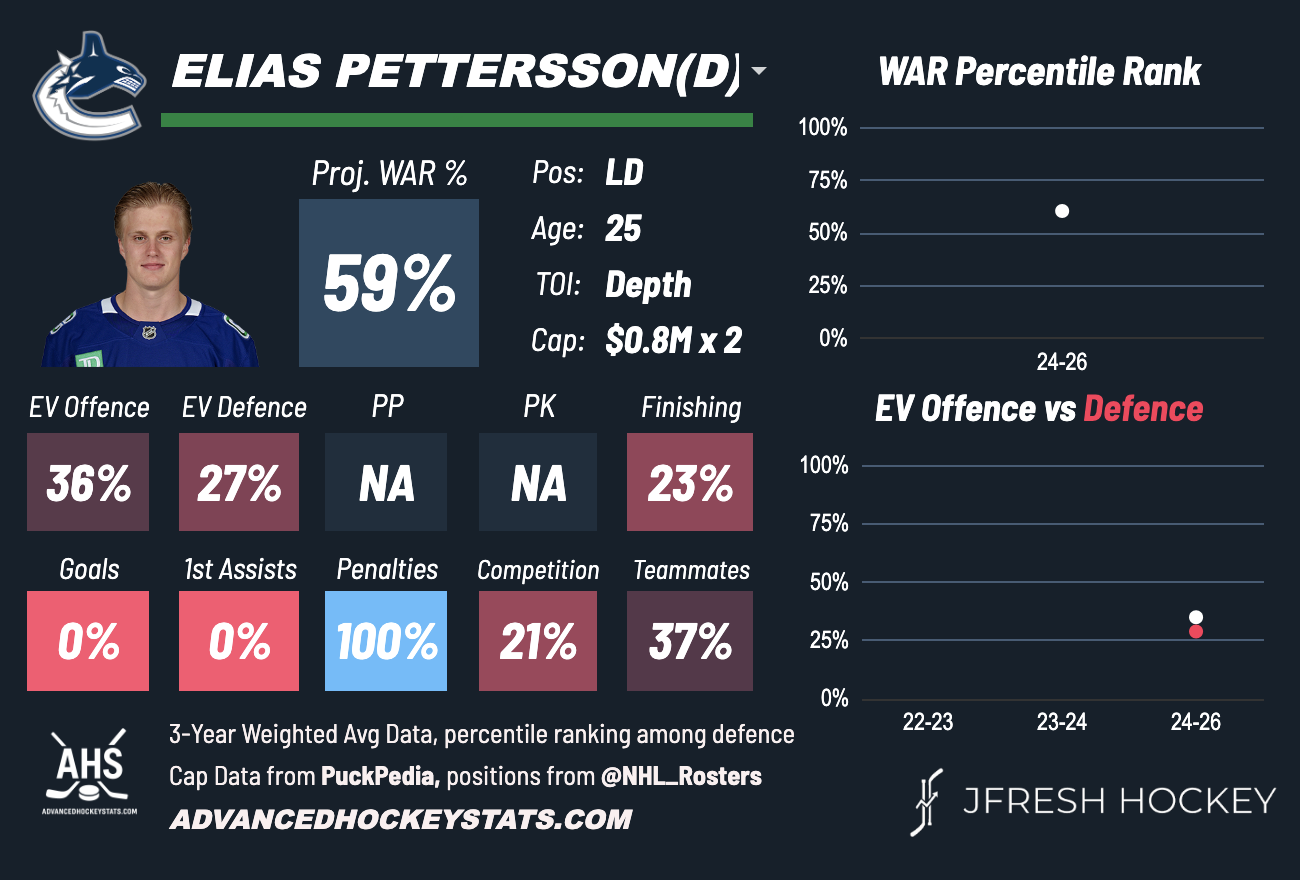 ELIAS PETTERSSON(D)
WAR Percentile Rank
Proj. WAR %
59%
Pos: LD
Age: 25
TOI: Depth
Cap: $0.8M x 2
100%
75%
50%
25%
0%
24-26
EV Offence
36%
EV Defence
27%
PP
NA
PK
NA
Finishing
23%
Goals
0%
1st Assists
0%
Penalties
100%
Competition
21%
Teammates
37%
EV Offence vs Defence
100%
75%
50%
25%
0%
22-23
23-24
24-26
AHS
ADVANCEDHOCKEYSTATS.COM
3-Year Weighted Avg Data, percentile ranking among defence
Cap Data from PuckPedia, positions from @NHL_Rosters
ADVANCEDHOCKEYSTATS.COM
JFRESH HOCKEY